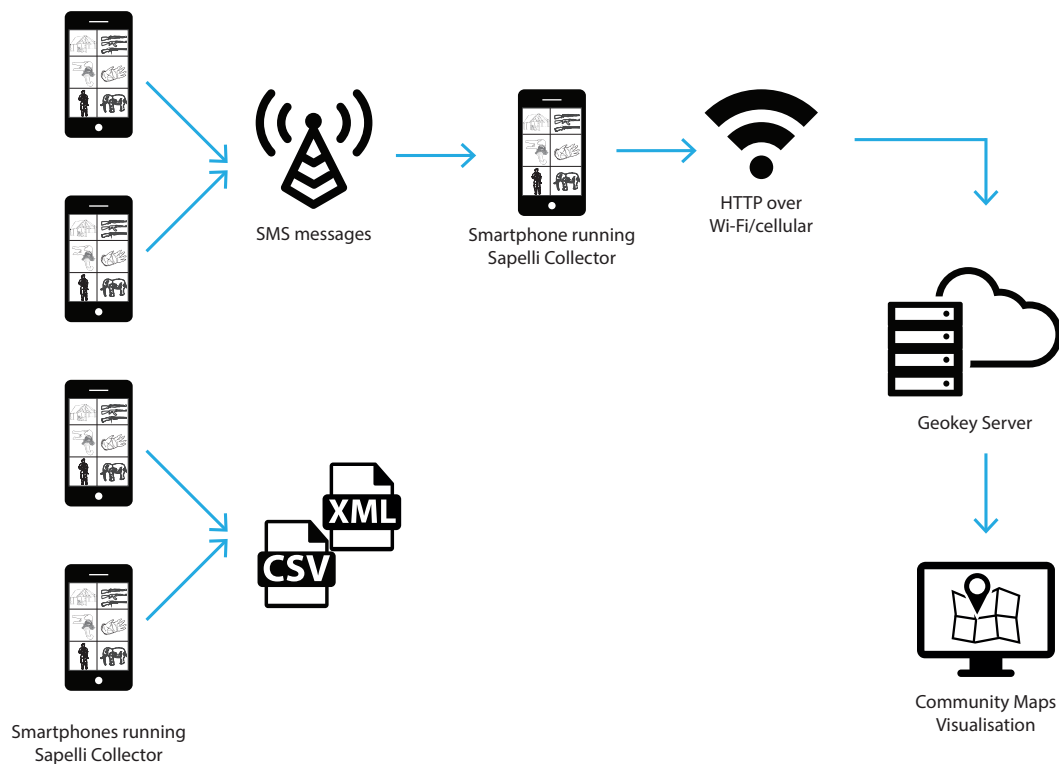 SMS messages
Smartphone running
Sapelli Collector
HTTP over
Wi-Fi/cellular
Geokey Server
XML
CSV
Community Maps
Visualisation
Smartphones running
Sapelli Collector